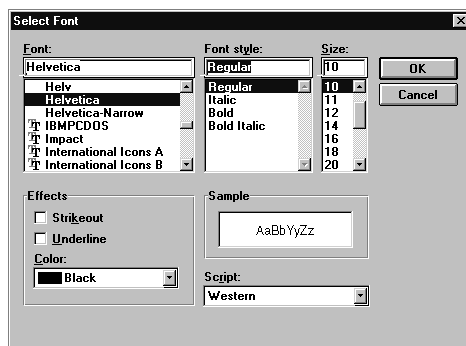 Select Font
Font: Font style: Size:
Helvetica Regular 10 OK
Helv Regular 10 Cancel
Helvetica Italic 11
Helvetica-Narrow Bold 12
IBMPCDOS Bold Italic 14
Impact 16
International Icons A 18
International Icons B 20
Effects Sample
Strikeout
Underline AaBbYyZz
Color:
Black Script:
Western